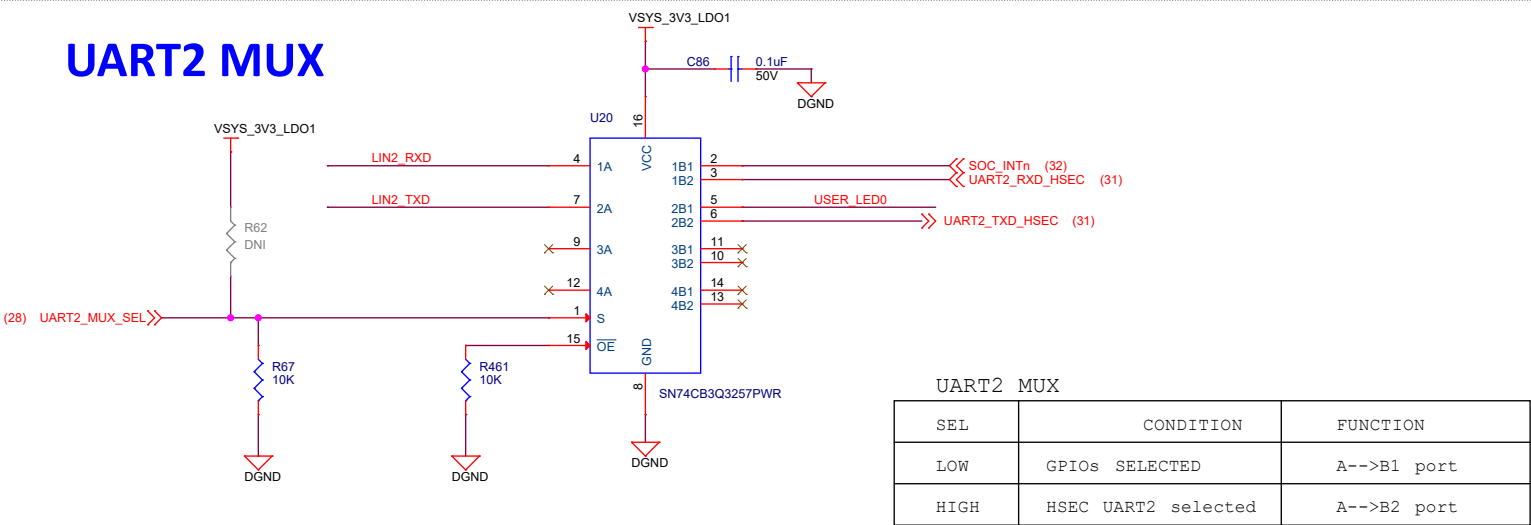 VSYS_3V3_LDO1
UART2 MUX
C86
0.1uF
50V
DGND
U20
16
VSYS_3V3_LDO1
VCC
LIN2_RXD
4
1A
1B1
2
SOC_INTn (32)
1B2
3
UART2_RXD_HSEC (31)
LIN2_TXD
7
2A
2B1
5
USER_LED0
2B2
6
UART2_TXD_HSEC (31)
R62
DNI
9
3A
3B1
11
3B2
10
12
4A
4B1
14
4B2
13
(28) UART2_MUX_SEL
1
S
15
OE
GND
8
R67
10K
R461
10K
SN74CB3Q3257PWR
DGND
DGND
DGND
UART2 MUX
SEL CONDITION FUNCTION
LOW GPIOs SELECTED A-->B1 port
HIGH HSEC UART2 selected A-->B2 port